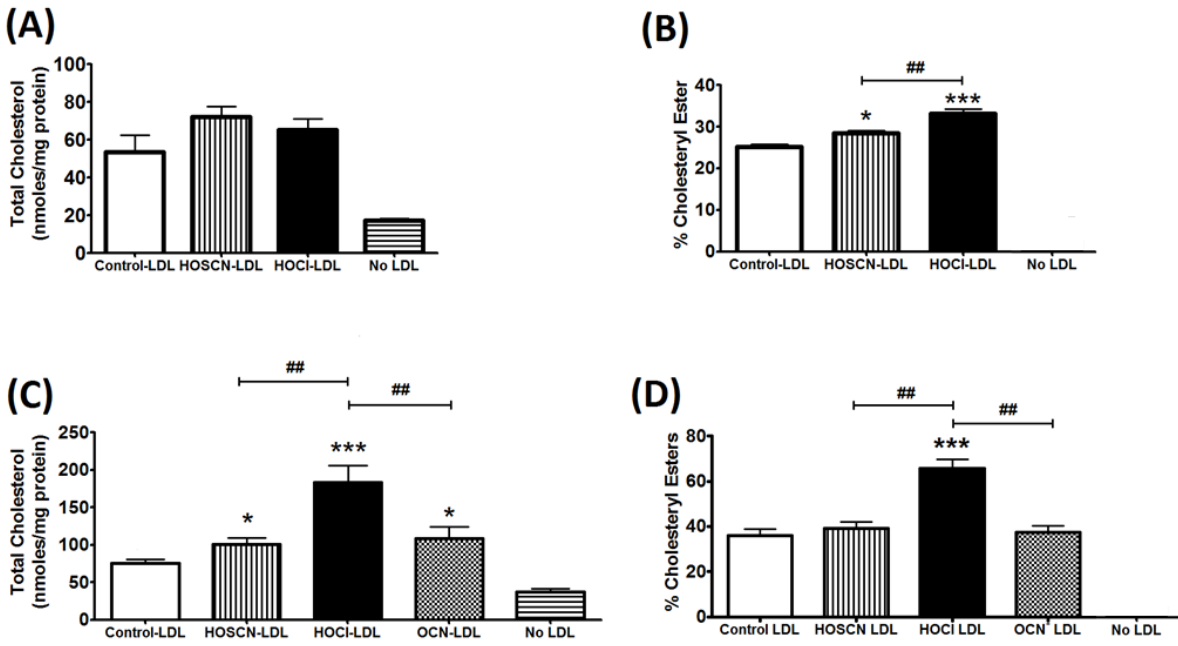 (A)
Total Cholesterol
(nmoles/mg protein)
100
80
60
40
20
0
Control-LDL HOSCN-LDL HOCl-LDL No LDL
(B)
##
*
***
% Cholesteryl Ester
40
30
20
10
0
Control-LDL HOSCN-LDL HOCl-LDL No LDL
(C)
##
##
*
***
*
Total Cholesterol
(nmoles/mg protein)
250
200
150
100
50
0
Control-LDL HOSCN-LDL HOCl-LDL OCN-LDL No LDL
(D)
##
##
***
% Cholesteryl Esters
80
60
40
20
0
Control LDL HOSCN LDL HOCl LDL OCN⁻ LDL No LDL